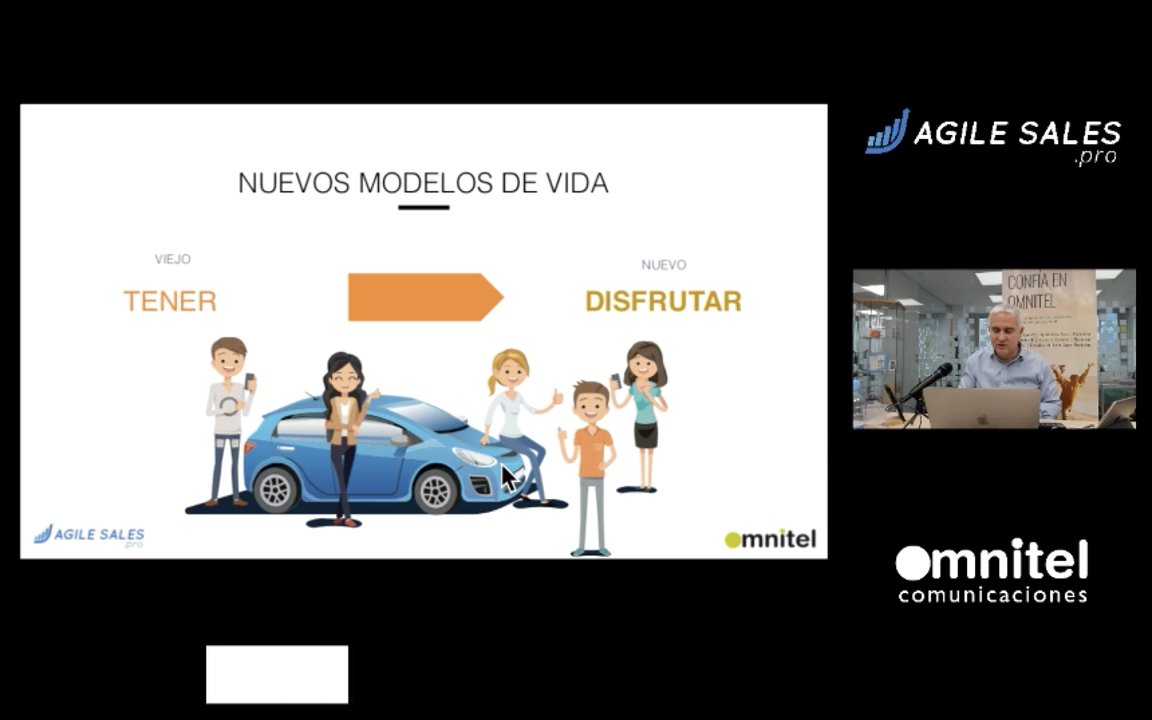 NUEVOS MODELOS DE VIDA
VIEJO
NUEVO
TENER
DISFRUTAR
AGILE SALES
.pro
omnitel
AGILE SALES
.pro
CONFÍA EN
OMNITEL
omnitel
comunicaciones